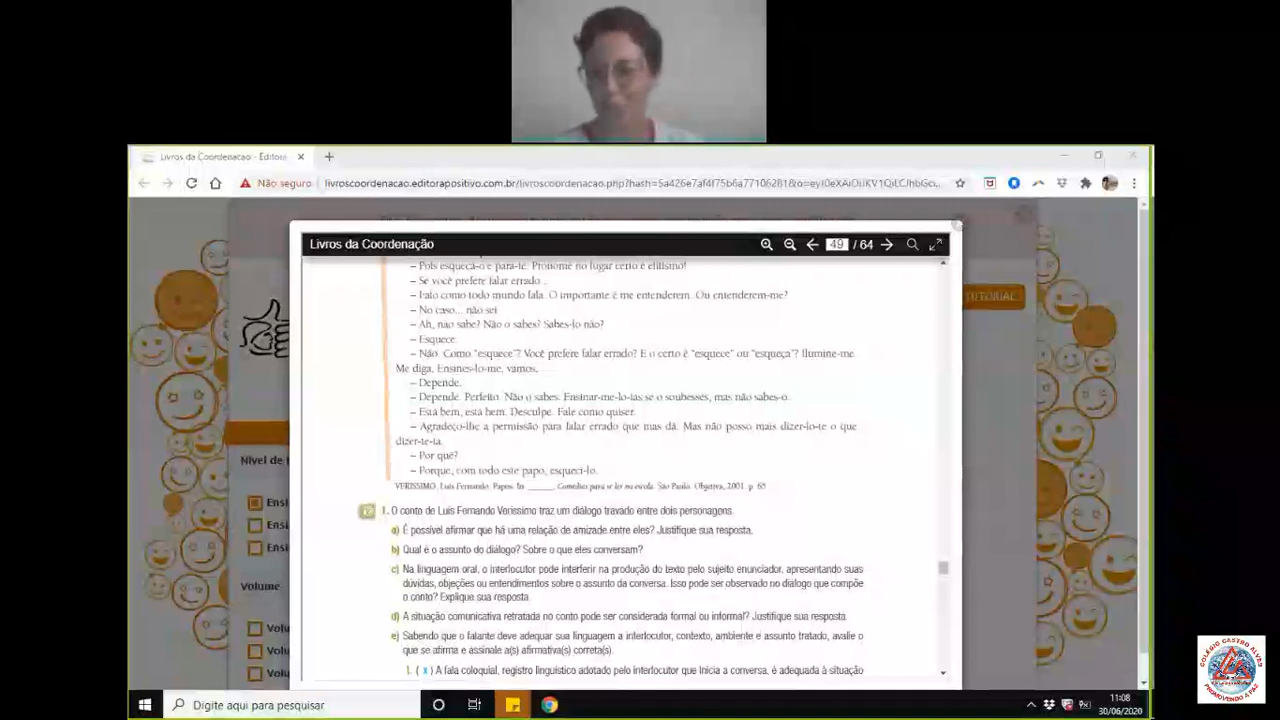 Livros da Coordenacao - Editora
Não seguro
livroscoordenacao.editorapositivo.com.br/livroscoordenacao.php?
Livros da Coordenação
49 / 64
TUTORIAL
– Pois esqueça-o e para-te. Pronome no lugar certo é elitismo!
– Se você prefere falar errado...
– Falo como todo mundo fala. O importante é me entenderem. Ou entenderem-me?
– No caso... não sei
– Ah, não sabe? Não o sabes? Sabes-lo não?
– Esquece.
– Não. Como "esquece"? Você prefere falar errado? E o certo é "esquece" ou "esqueça"? Ilumine-me.
Me diga. Ensines-lo-me, vamos.
– Depende.
– Depende. Perfeito. Não o sabes. Ensinar-me-lo-ias se o soubesses, mas não sabes-o.
– Está bem, está bem. Desculpe. Fale como quiser.
– Agradeço-lhe a permissão para falar errado que mas dá. Mas não posso mais dizer-lo-te o que
dizer-te-ia.
– Por quê?
– Porque, com todo este papo, esqueci-lo.
VERISSIMO, Luis Fernando. Papos. In: ______. Comédias para se ler na escola. São Paulo: Objetiva, 2001. p. 65
1. O conto de Luis Fernando Verissimo traz um diálogo travado entre dois personagens.
a) É possível afirmar que há uma relação de amizade entre eles? Justifique sua resposta.
b) Qual é o assunto do diálogo? Sobre o que eles conversam?
c) Na linguagem oral, o interlocutor pode interferir na produção do texto pelo sujeito enunciador, apresentando suas
dúvidas, objeções ou entendimentos sobre o assunto da conversa. Isso pode ser observado no diálogo que compõe
o conto? Explique sua resposta.
d) A situação comunicativa retratada no conto pode ser considerada formal ou informal? Justifique sua resposta.
e) Sabendo que o falante deve adequar sua linguagem a interlocutor, contexto, ambiente e assunto tratado, avalie o
que se afirma e assinale a(s) afirmativa(s) correta(s).
I. ( x ) A fala coloquial, registro linguístico adotado pelo interlocutor que inicia a conversa, é adequada à situação
Nível de
Ensi
Ensi
Ensi
Volume
Volu
Volu
Volu
Digite aqui para pesquisar
11:08
30/06/2020
COLÉGIO CASTRO ALVES
PROMOVENDO A PAZ